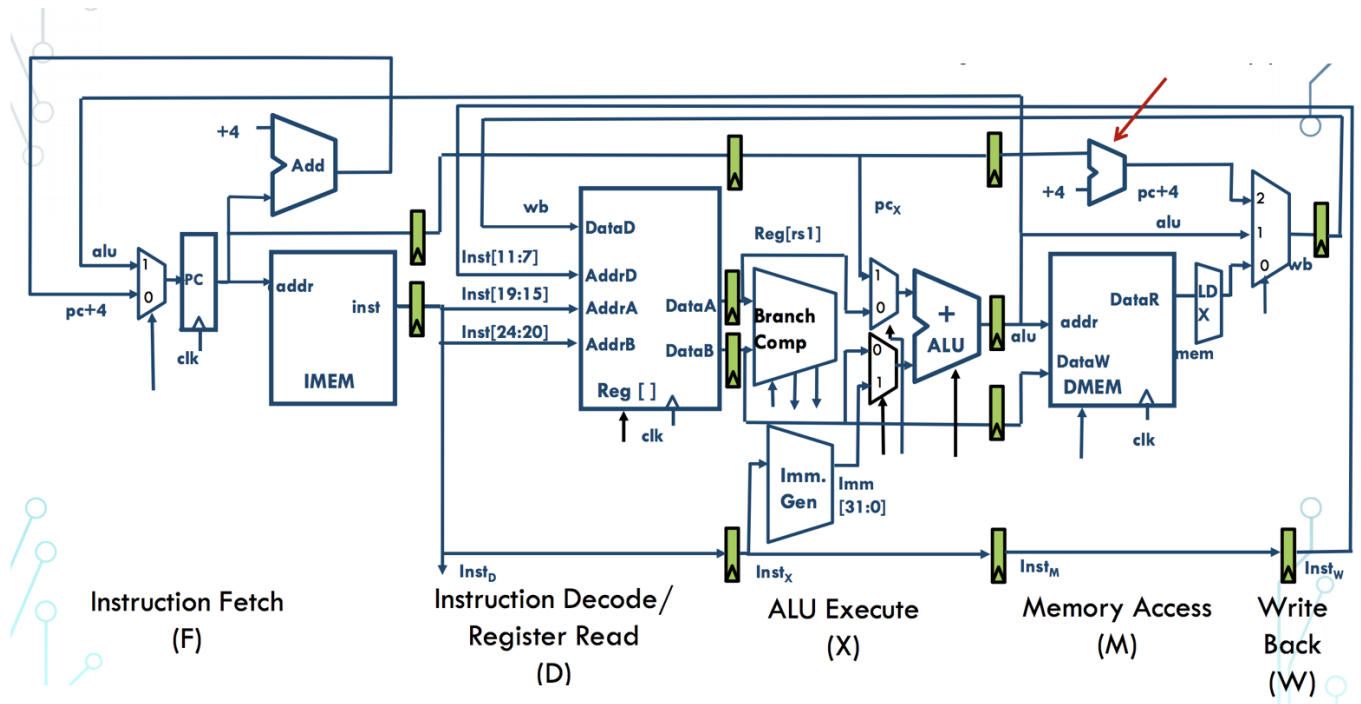 +4
Add
wb
DataD
pcX
+4
pc+4
2
Reg[rs1]
alu
alu
1
PC
Inst[11:7]
AddrD
1
1
0
addr
Inst[19:15]
AddrA
0
0
wb
pc+4
inst
DataA
Branch
Comp
+
ALU
DataR
LD
X
Inst[24:20]
AddrB
DataB
0
alu
addr
mem
clk
IMEM
Reg [ ]
1
DataW
DMEM
clk
clk
Imm.
Gen
Imm
[31:0]
InstD
InstX
InstM
InstW
Instruction Fetch
(F)
Instruction Decode/
Register Read
(D)
ALU Execute
(X)
Memory Access
(M)
Write
Back
(W)